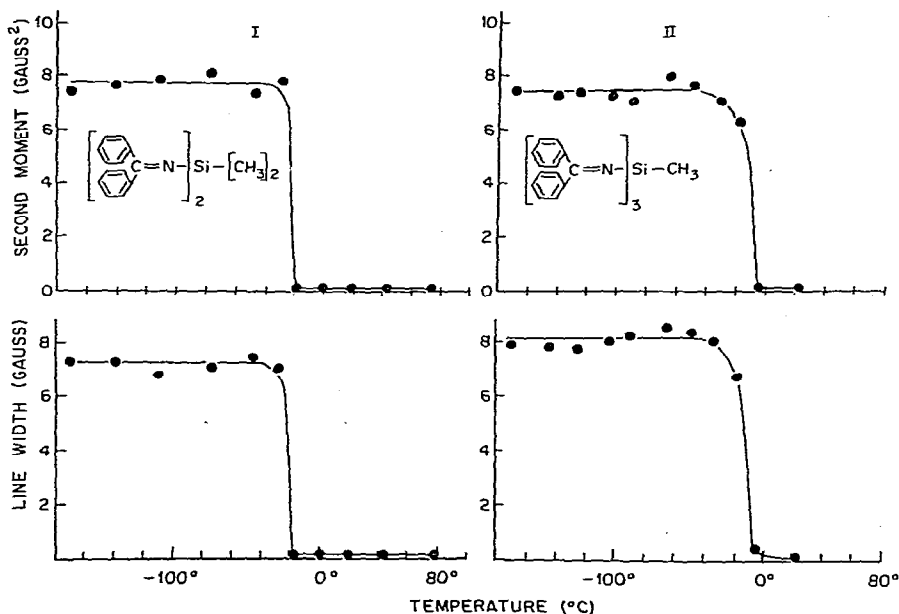 I
II
SECOND MOMENT (GAUSS²)
10
8
6
4
2
0
C=N
2
Si—[CH₃]₂
10
8
6
4
2
0
C=N
3
Si—CH₃
LINE WIDTH (GAUSS)
8
6
4
2
8
6
4
2
-100° 0° 80°
-100° 0° 80°
TEMPERATURE (°C)